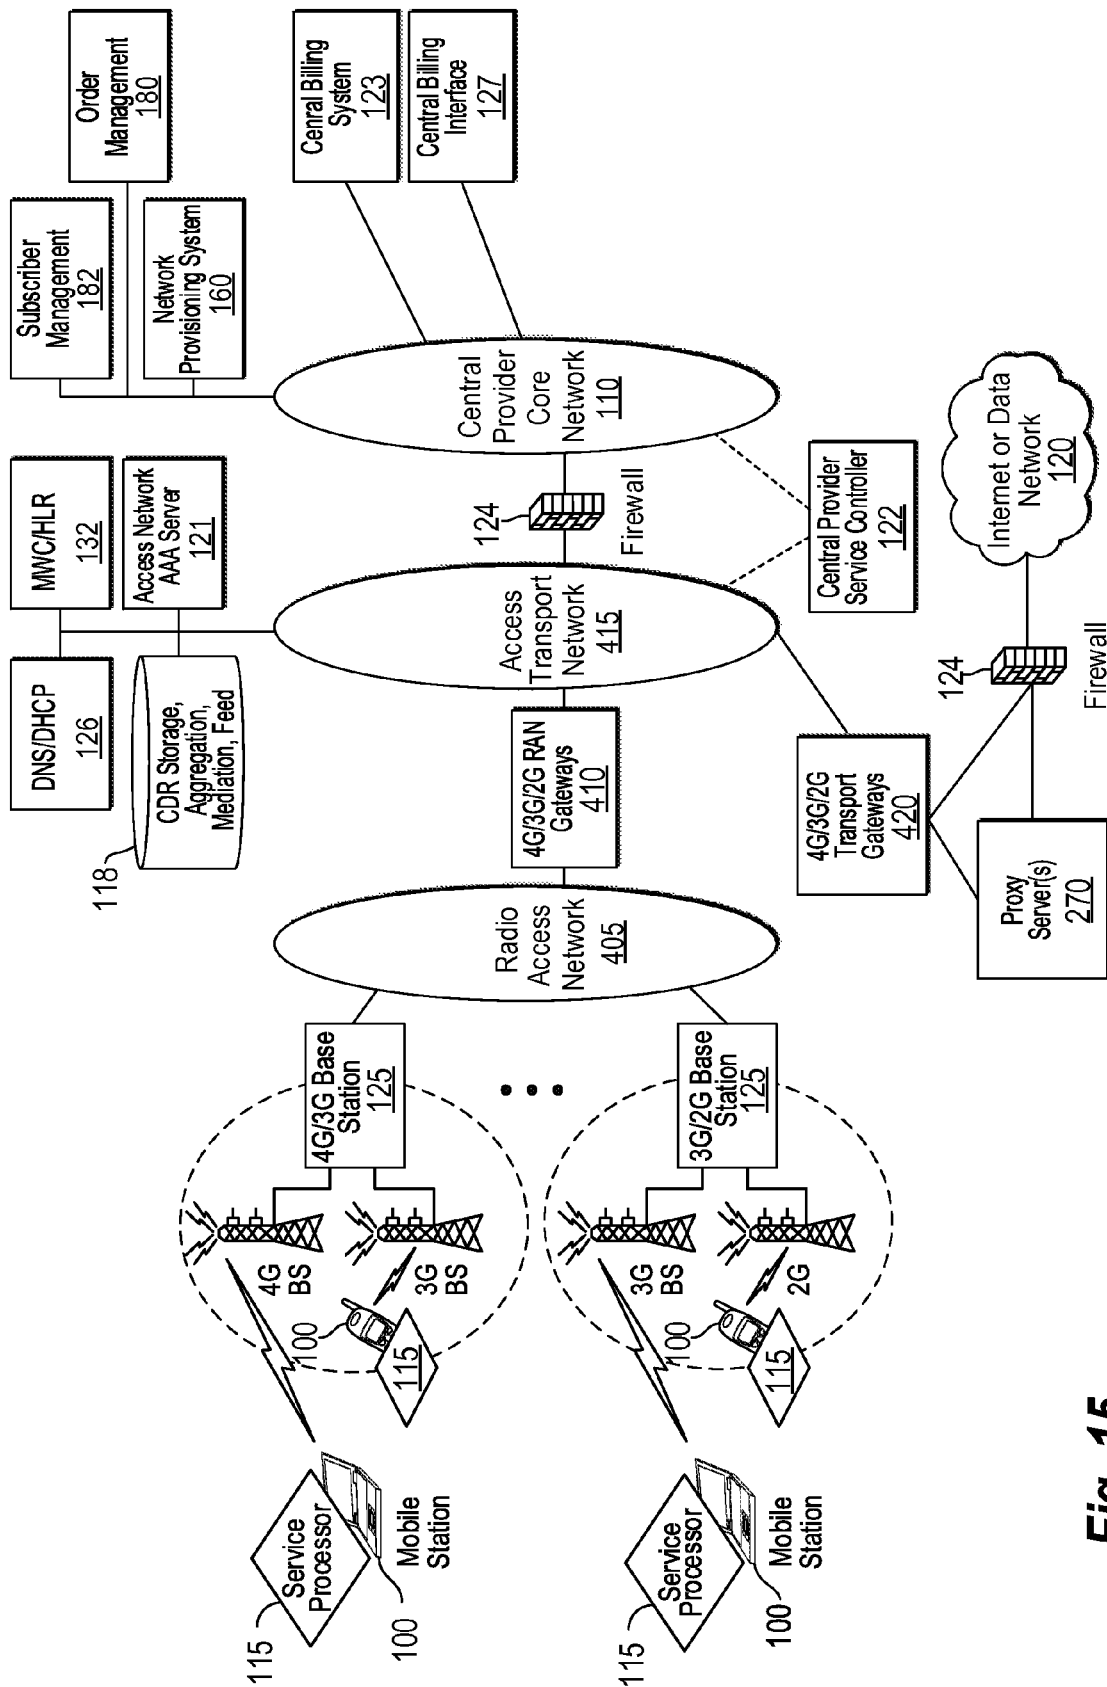 Subscriber
Management
182
Order
Management
180
Network
Provisioning System
160
Cenral Billing
System
123
Central Billing
Interface
127
DNS/DHCP
126
MWC/HLR
132
118
CDR Storage,
Aggregation,
Mediation, Feed
Access Network
AAA Server
121
115
Service
Processor
100
Mobile
Station
100
115
4G
BS
3G
BS
4G/3G Base
Station
125
Radio
Access
Network
405
4G/3G/2G RAN
Gateways
410
Access
Transport
Network
415
124
Firewall
Central
Provider
Core
Network
110
115
Service
Processor
100
Mobile
Station
100
115
3G
BS
2G
3G/2G Base
Station
125
4G/3G/2G
Transport
Gateways
420
Central Provider
Service Controller
122
Proxy
Server(s)
270
124
Firewall
Internet or Data
Network
120
Fig. 15